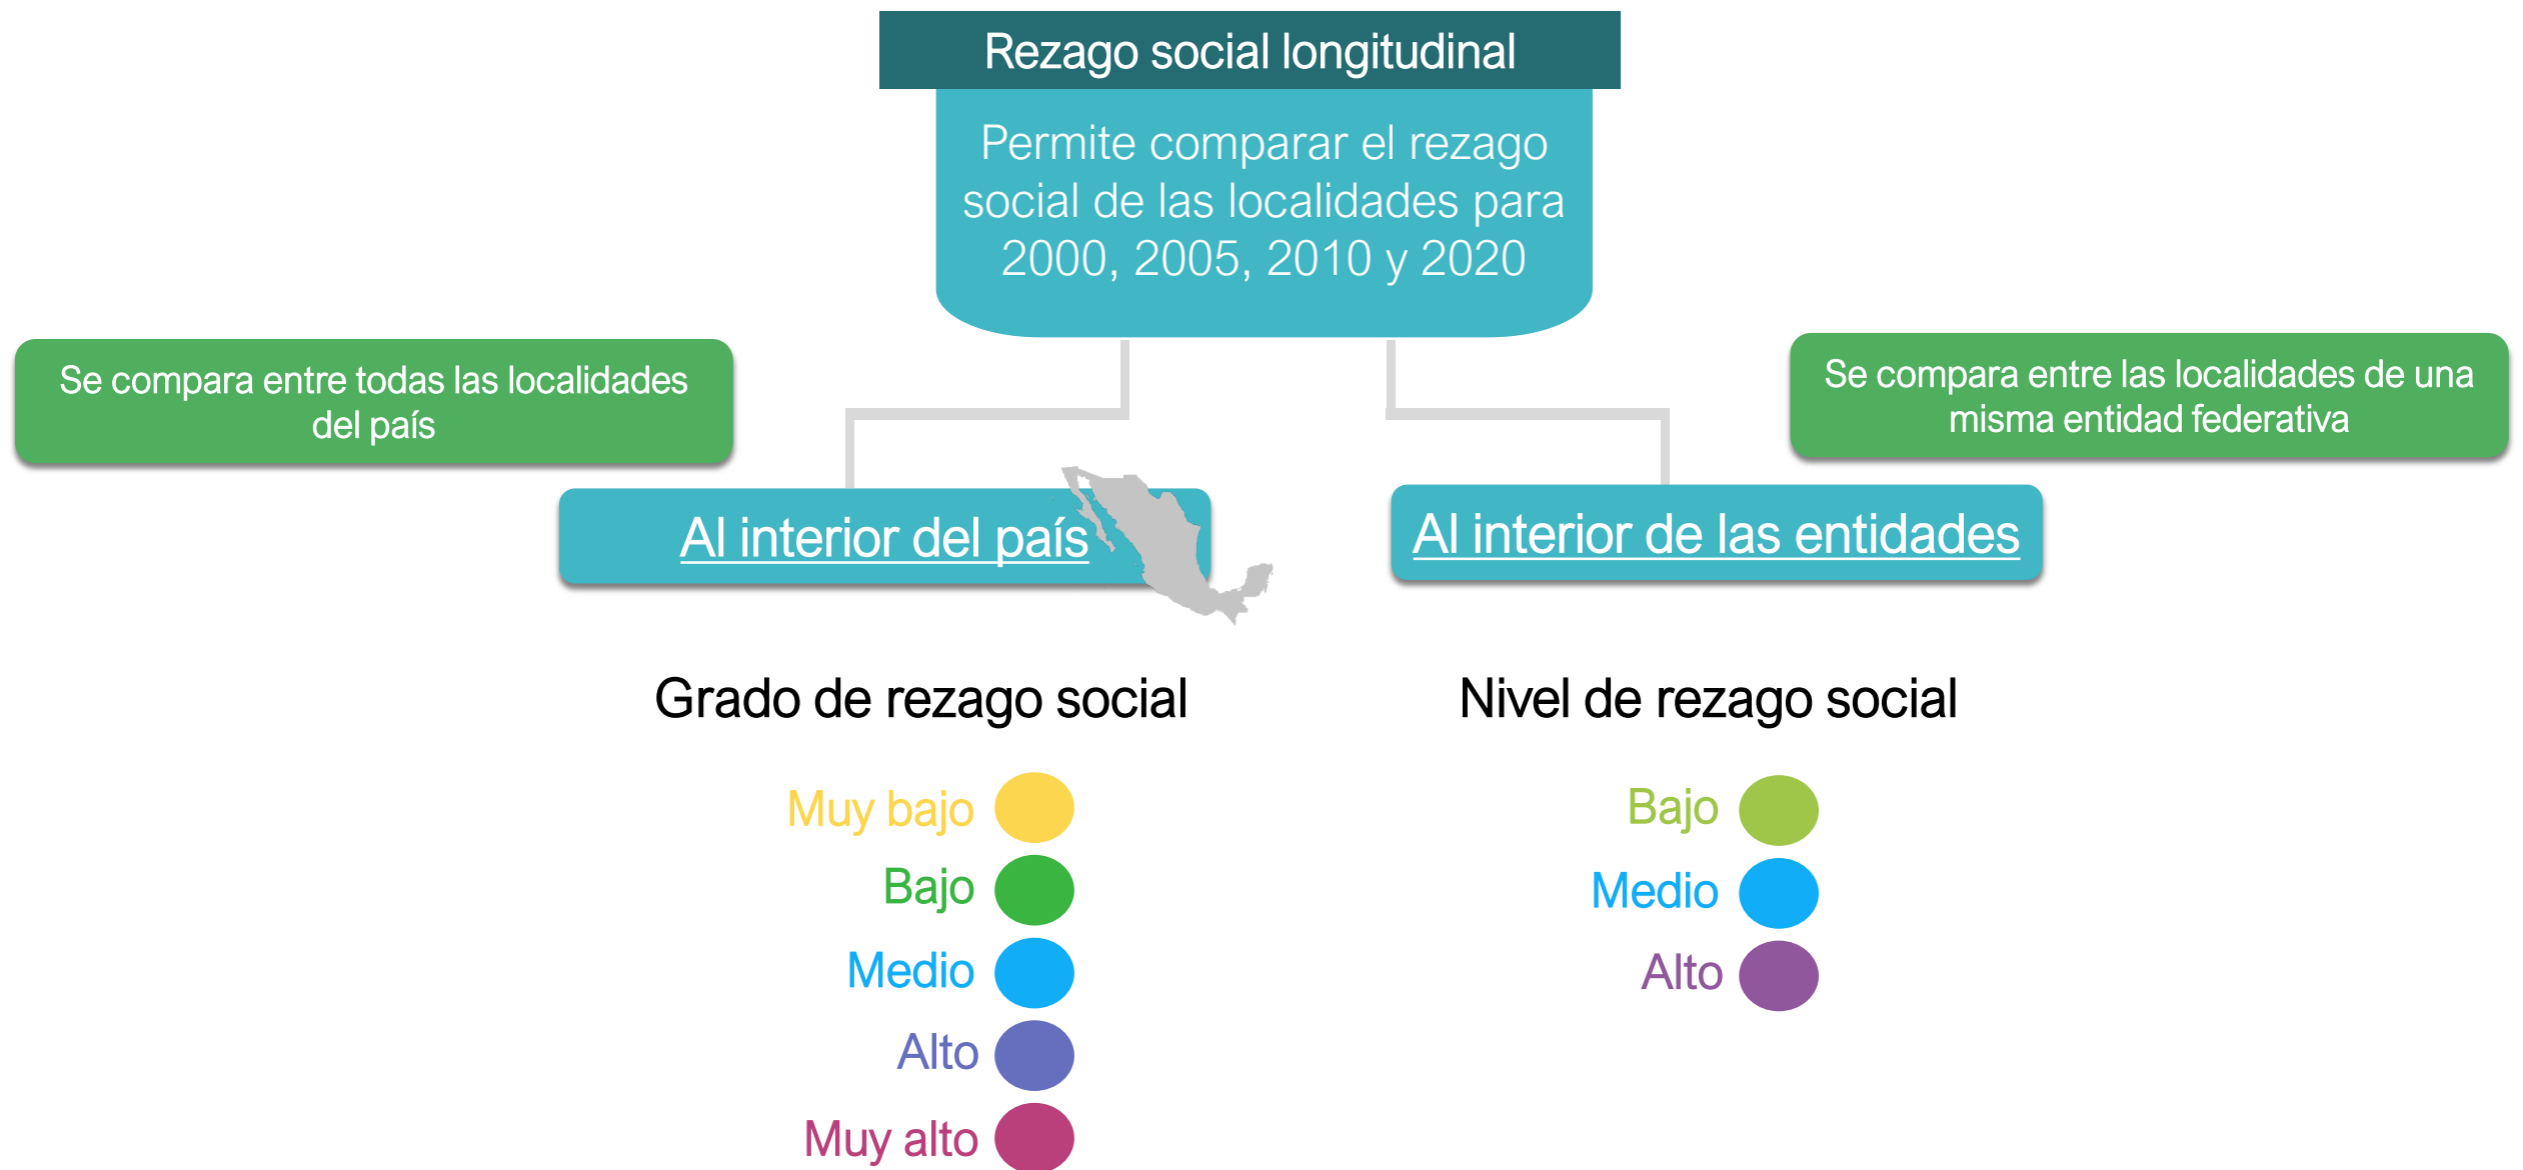 Rezago social longitudinal
Permite comparar el rezago
social de las localidades para
2000, 2005, 2010 y 2020
Se compara entre todas las localidades
del país
Se compara entre las localidades de una
misma entidad federativa
Al interior del país
Al interior de las entidades
Grado de rezago social
Muy bajo
Bajo
Medio
Alto
Muy alto
Nivel de rezago social
Bajo
Medio
Alto